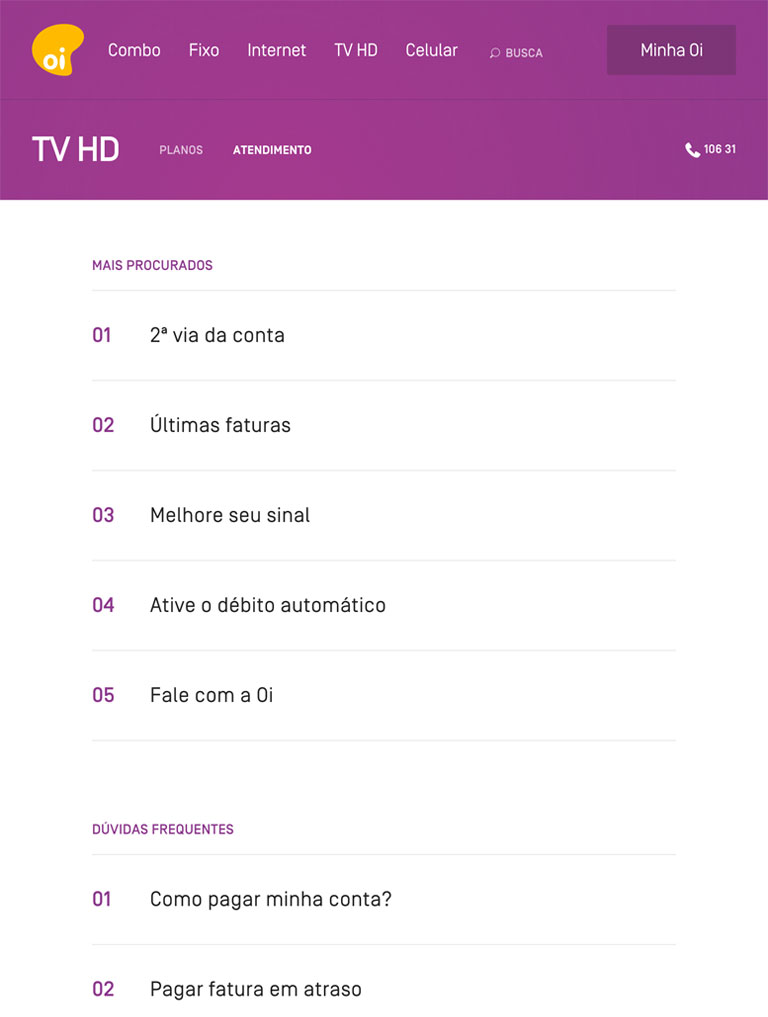 oi Combo Fixo Internet TV HD Celular BUSCA Minha Oi
TV HD PLANOS ATENDIMENTO 106 31
MAIS PROCURADOS
01 2ª via da conta
02 Últimas faturas
03 Melhore seu sinal
04 Ative o débito automático
05 Fale com a Oi
DÚVIDAS FREQUENTES
01 Como pagar minha conta?
02 Pagar fatura em atraso